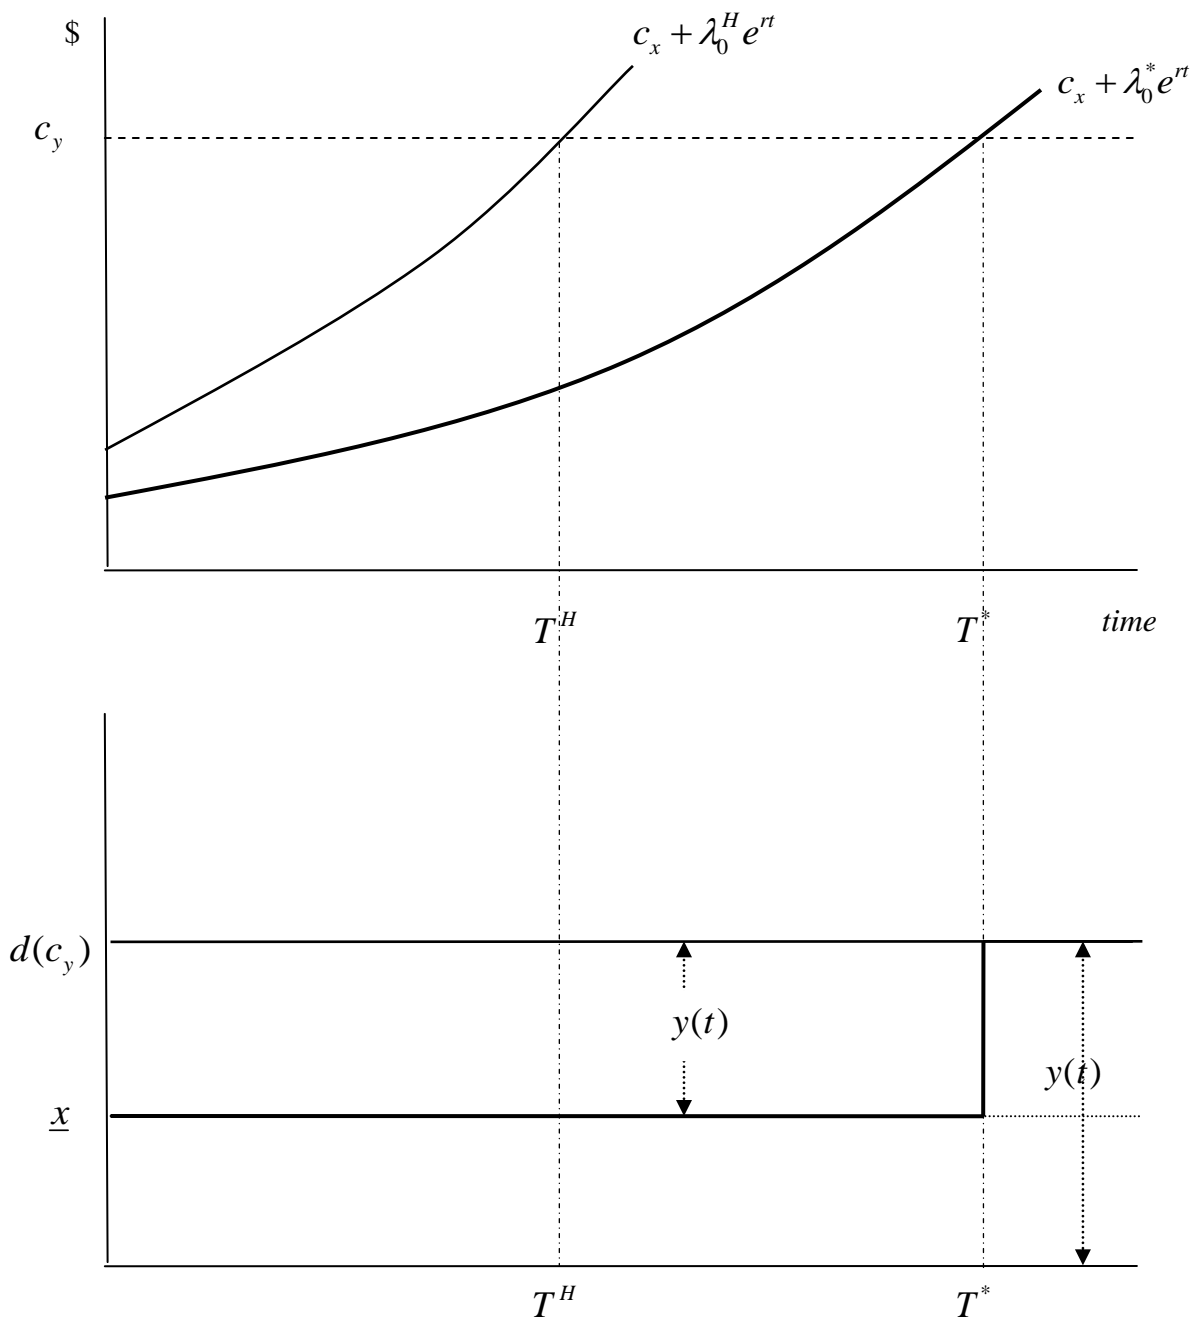 $
c_x + λ_0^H e^{rt}
c_x + λ_0^* e^{rt}
c_y
T^H
T^*
time
d(c_y)
y(t)
y(t)
x̲
T^H
T^*